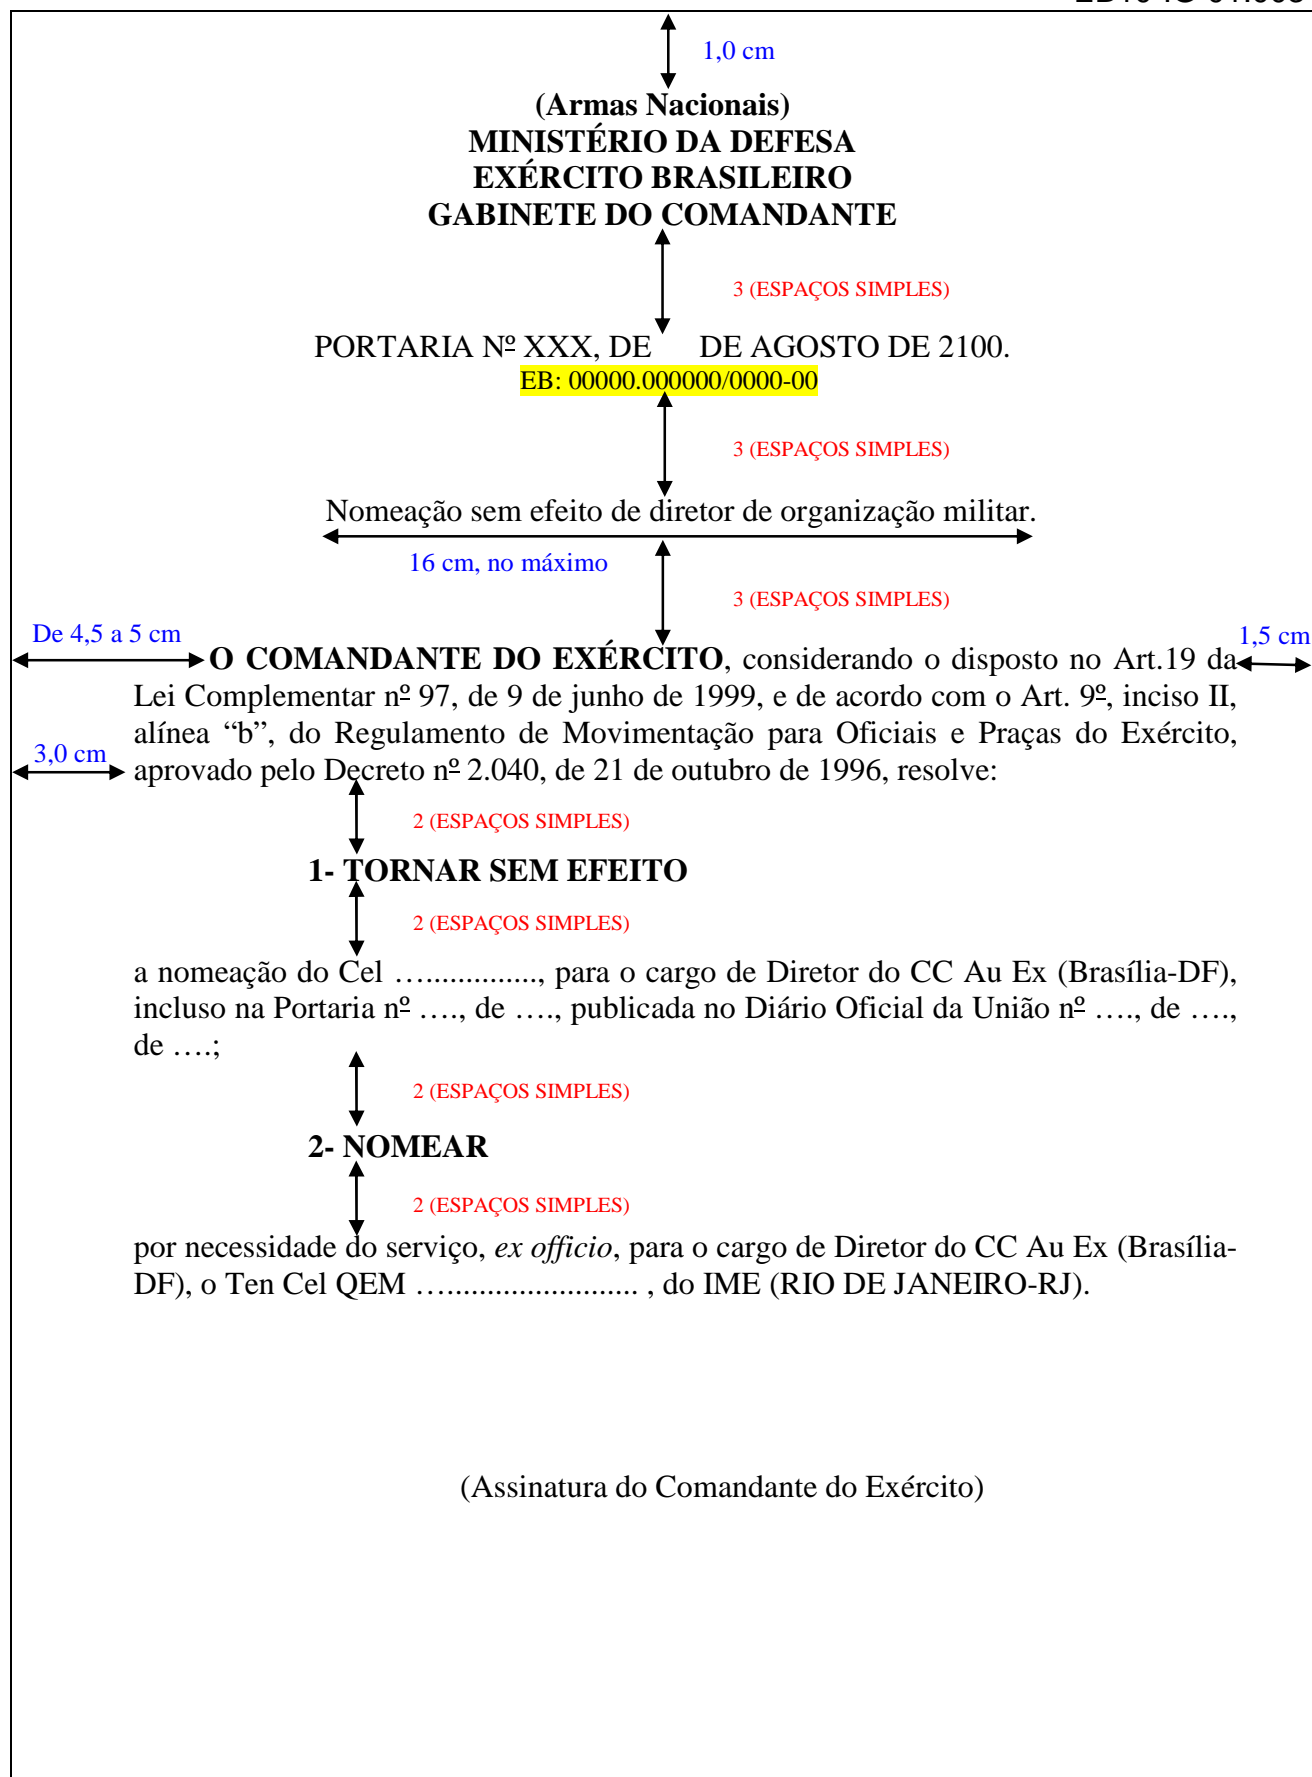 1,0 cm
(Armas Nacionais)
MINISTÉRIO DA DEFESA
EXÉRCITO BRASILEIRO
GABINETE DO COMANDANTE
3 (ESPAÇOS SIMPLES)
PORTARIA Nº XXX, DE DE AGOSTO DE 2100.
EB: 00000.000000/0000-00
3 (ESPAÇOS SIMPLES)
Nomeação sem efeito de diretor de organização militar.
16 cm, no máximo
3 (ESPAÇOS SIMPLES)
De 4,5 a 5 cm
1,5 cm
O COMANDANTE DO EXÉRCITO, considerando o disposto no Art.19 da
Lei Complementar nº 97, de 9 de junho de 1999, e de acordo com o Art. 9º, inciso II,
alínea “b”, do Regulamento de Movimentação para Oficiais e Praças do Exército,
3,0 cm
aprovado pelo Decreto nº 2.040, de 21 de outubro de 1996, resolve:
2 (ESPAÇOS SIMPLES)
1- TORNAR SEM EFEITO
2 (ESPAÇOS SIMPLES)
a nomeação do Cel …..............., para o cargo de Diretor do CC Au Ex (Brasília-DF),
incluso na Portaria nº …., de …., publicada no Diário Oficial da União nº …., de ….,
de ….;
2 (ESPAÇOS SIMPLES)
2- NOMEAR
2 (ESPAÇOS SIMPLES)
por necessidade do serviço, ex officio, para o cargo de Diretor do CC Au Ex (Brasília-
DF), o Ten Cel QEM …........................ , do IME (RIO DE JANEIRO-RJ).
(Assinatura do Comandante do Exército)